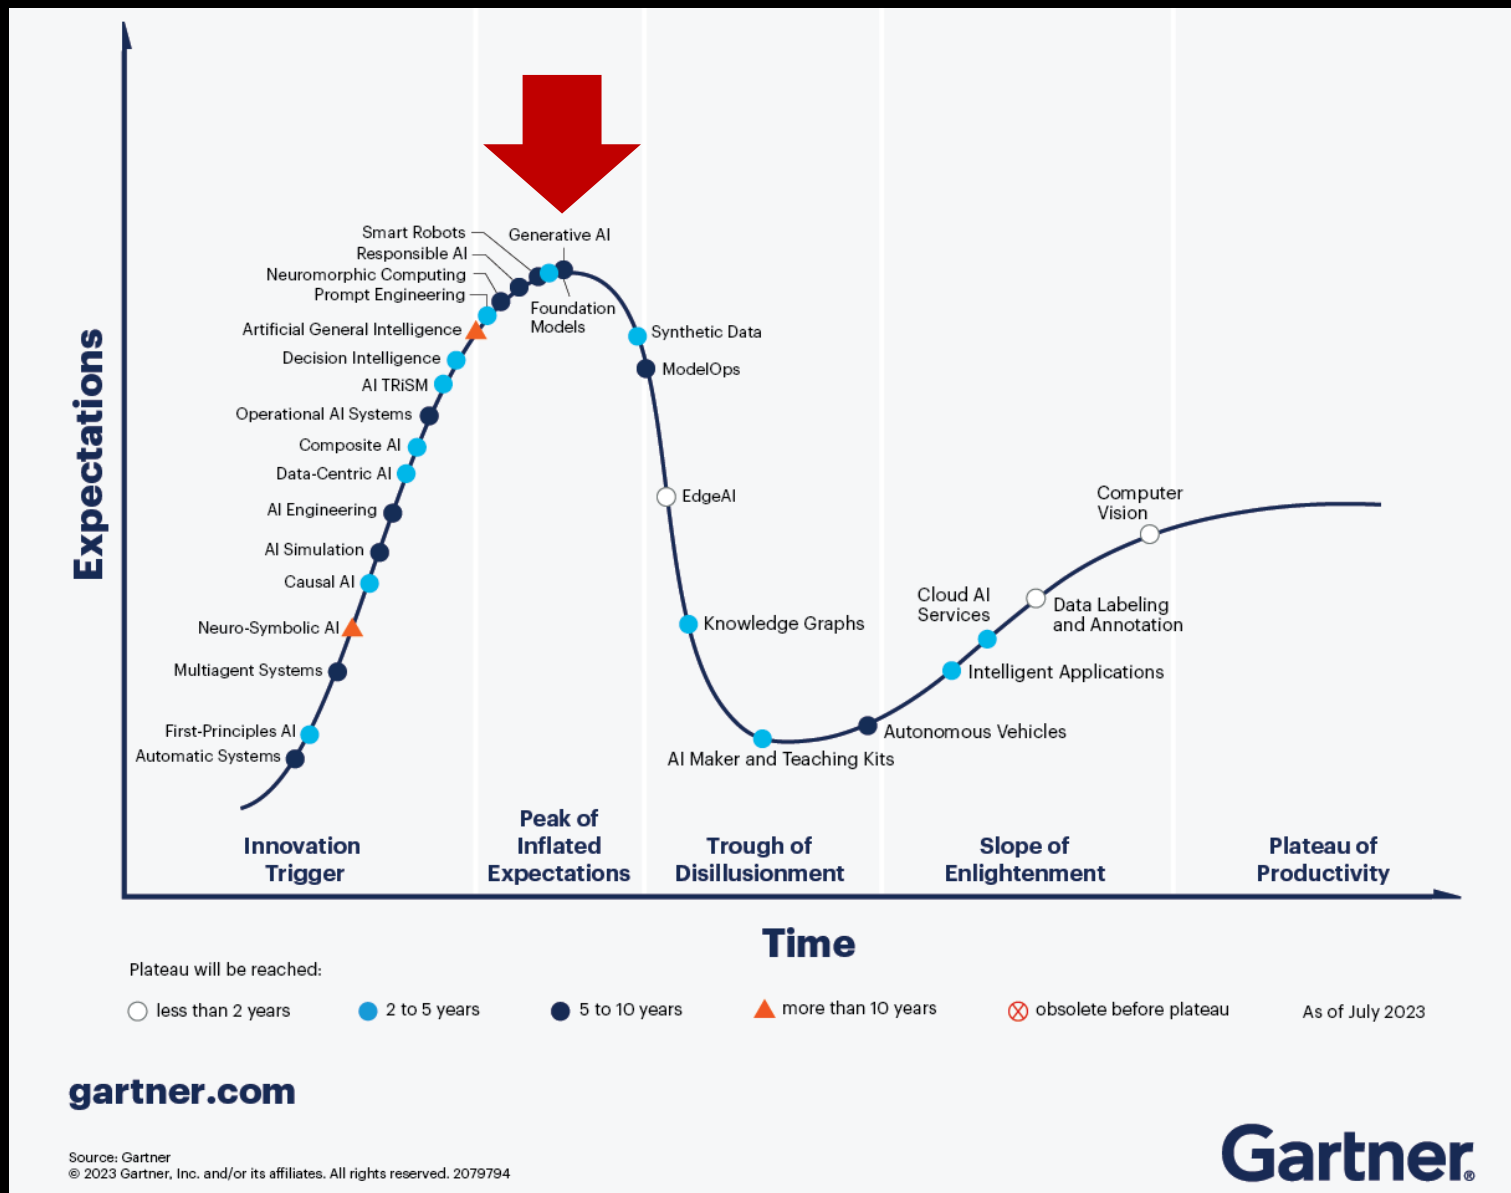 Expectations
Smart Robots
Responsible AI
Neuromorphic Computing
Prompt Engineering
Artificial General Intelligence
Decision Intelligence
AI TRiSM
Operational AI Systems
Composite AI
Data-Centric AI
AI Engineering
AI Simulation
Causal AI
Neuro-Symbolic AI
Multiagent Systems
First-Principles AI
Automatic Systems
Generative AI
Foundation
Models
Synthetic Data
ModelOps
EdgeAI
Knowledge Graphs
AI Maker and Teaching Kits
Autonomous Vehicles
Intelligent Applications
Cloud AI
Services
Data Labeling
and Annotation
Computer
Vision
Innovation
Trigger
Peak of
Inflated
Expectations
Trough of
Disillusionment
Slope of
Enlightenment
Plateau of
Productivity
Time
Plateau will be reached:
less than 2 years
2 to 5 years
5 to 10 years
more than 10 years
obsolete before plateau
As of July 2023
gartner.com
Source: Gartner
© 2023 Gartner, Inc. and/or its affiliates. All rights reserved. 2079794
Gartner®